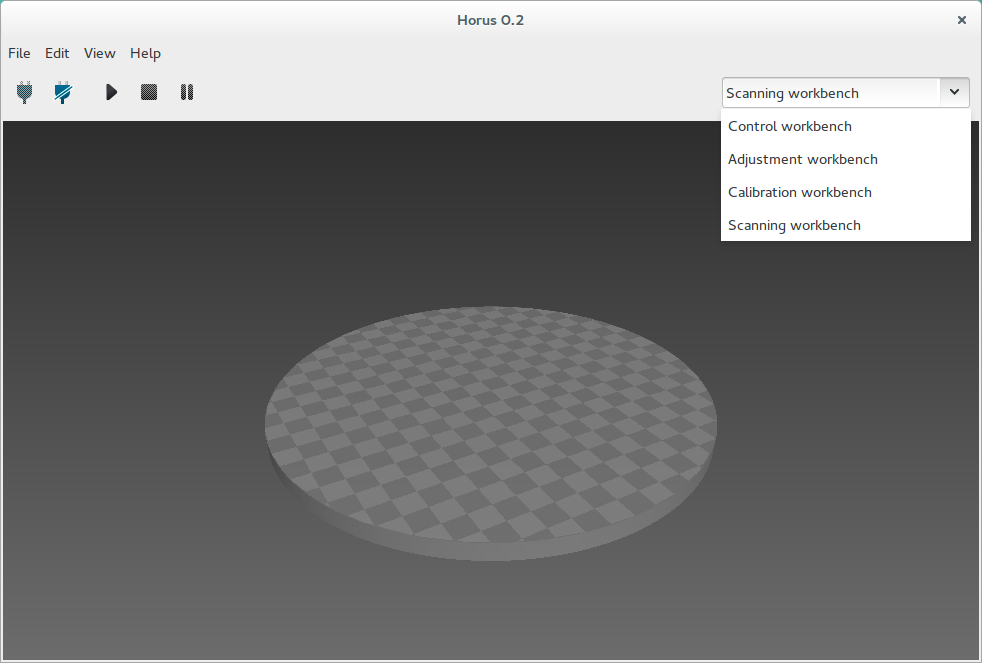 Horus 0.2
File Edit View Help
Scanning workbench
Control workbench
Adjustment workbench
Calibration workbench
Scanning workbench